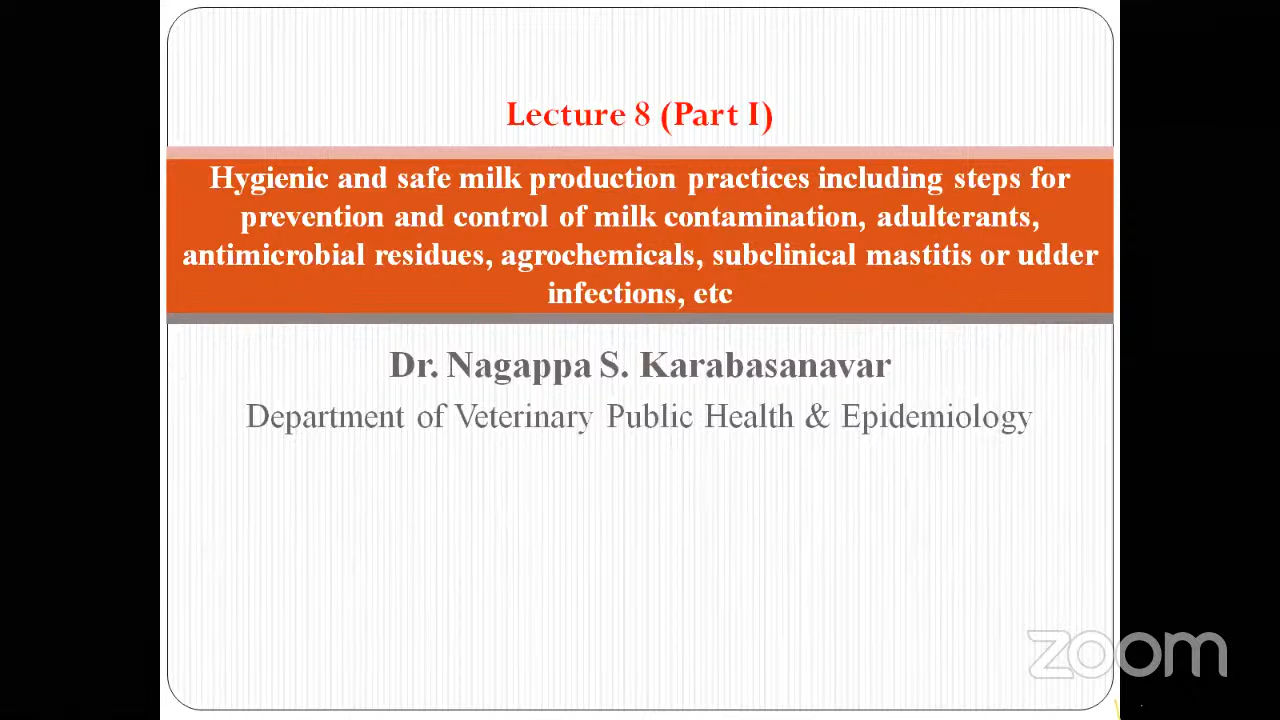 Lecture 8 (Part I)
Hygienic and safe milk production practices including steps for
prevention and control of milk contamination, adulterants,
antimicrobial residues, agrochemicals, subclinical mastitis or udder
infections, etc
Dr. Nagappa S. Karabasanavar
Department of Veterinary Public Health & Epidemiology
zoom